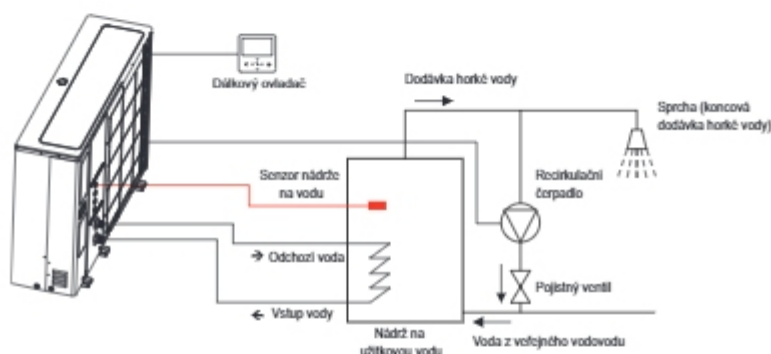 Dálkový ovladač
Dodávka horké vody
Sprcha (koncová
dodávka horké vody)
Senzor nádrže
na vodu
Recirkulační
čerpadlo
Odchozí voda
Pojistný ventil
Vstup vody
Nádrž na
užitkovou vodu
Voda z veřejného vodovodu